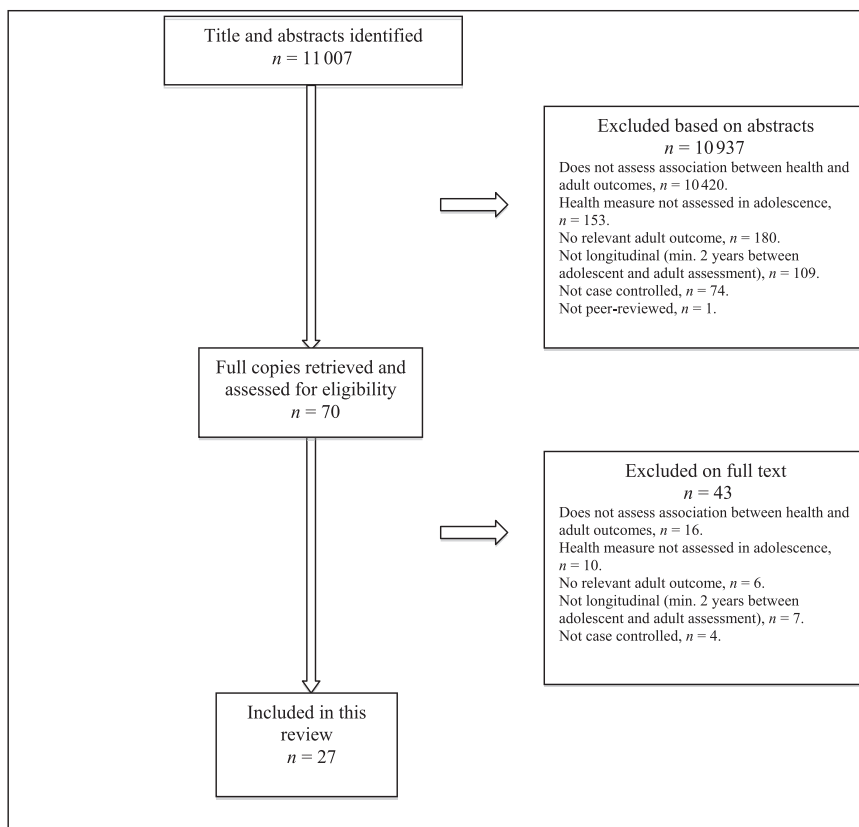 Title and abstracts identified
n = 11 007
Excluded based on abstracts
n = 10 937
Does not assess association between health and
adult outcomes, n = 10 420.
Health measure not assessed in adolescence,
n = 153.
No relevant adult outcome, n = 180.
Not longitudinal (min. 2 years between
adolescent and adult assessment), n = 109.
Not case controlled, n = 74.
Not peer-reviewed, n = 1.
Full copies retrieved and
assessed for eligibility
n = 70
Excluded on full text
n = 43
Does not assess association between health and
adult outcomes, n = 16.
Health measure not assessed in adolescence,
n = 10.
No relevant adult outcome, n = 6.
Not longitudinal (min. 2 years between
adolescent and adult assessment), n = 7.
Not case controlled, n = 4.
Included in this
review
n = 27